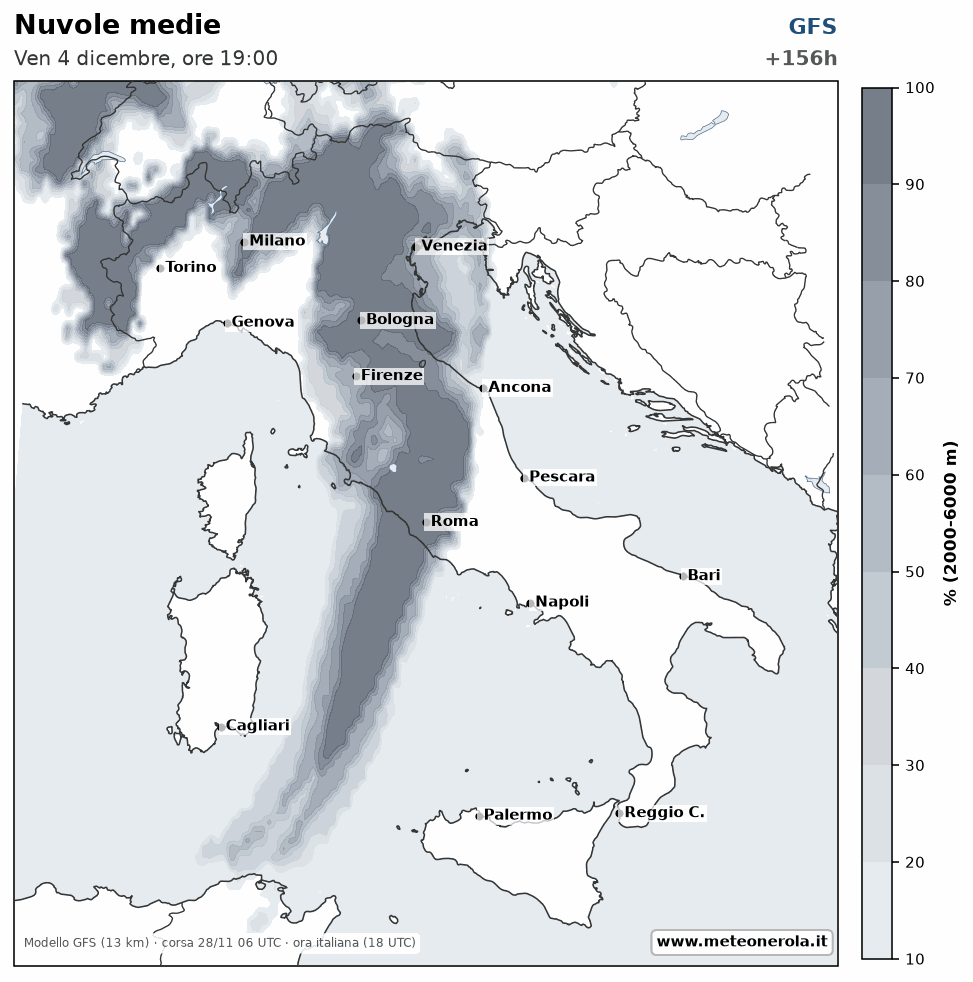 Nuvole medie
GFS
Ven 4 dicembre, ore 19:00
+156h
100
90
80
70
60
50
40
30
20
10
% (2000-6000 m)
Milano
Venezia
Torino
Genova
Bologna
Firenze
Ancona
Pescara
Roma
Bari
Napoli
Cagliari
Palermo
Reggio C.
Modello GFS (13 km) · corsa 28/11 06 UTC · ora italiana (18 UTC)
www.meteonerola.it